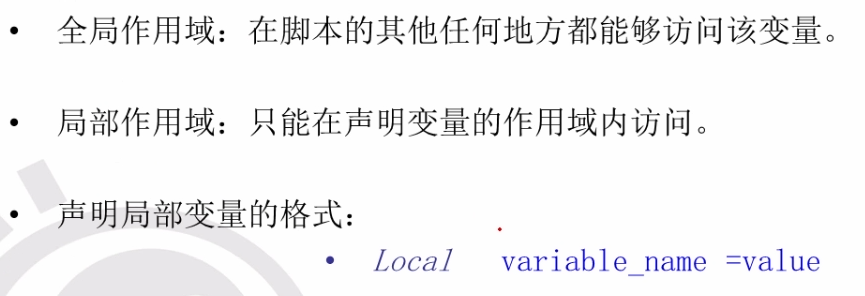 • 全局作用域：在脚本的其他任何地方都能够访问该变量。
• 局部作用域：只能在声明变量的作用域内访问。
• 声明局部变量的格式：
• Local variable_name =value